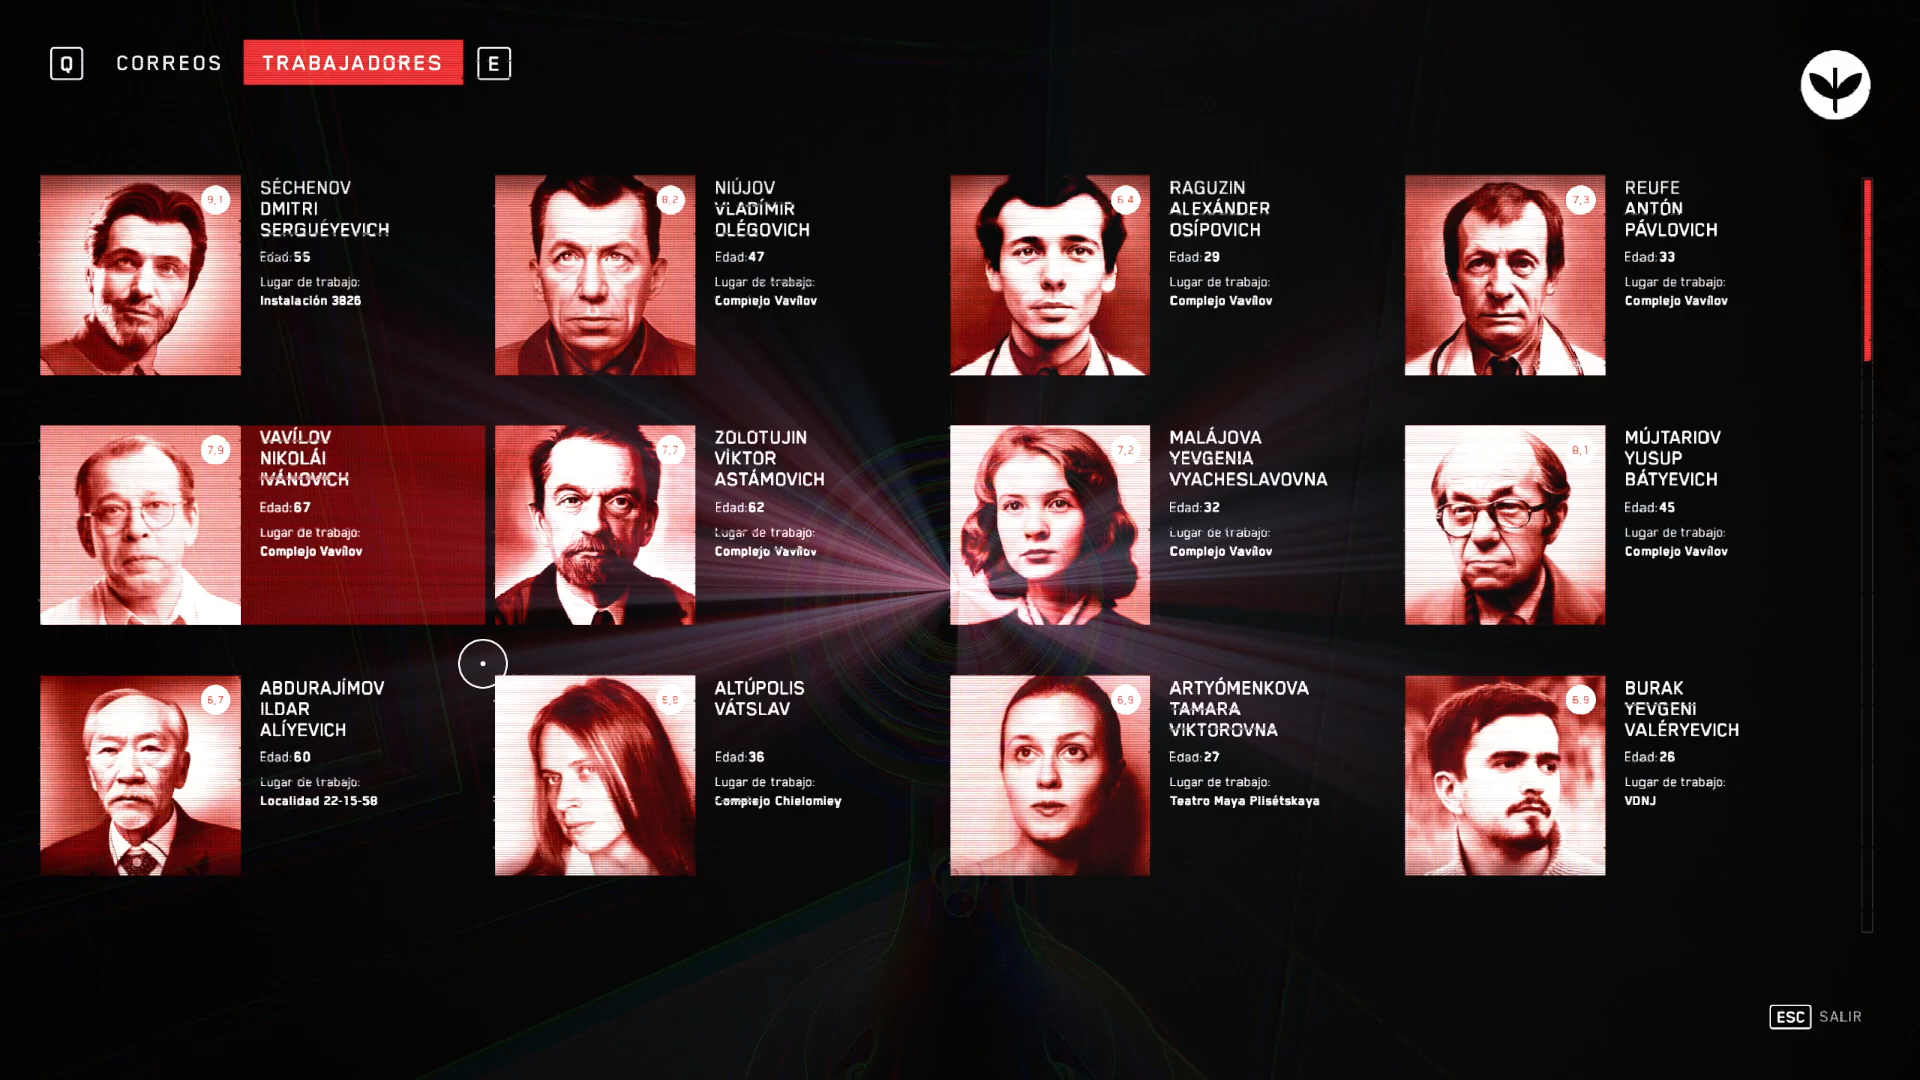 Q CORREOS TRABAJADORES E
9,1
SÉCHENOV
DMITRI
SERGUÉYEVICH
Edad: 55
Lugar de trabajo:
Instalación 3826
8,2
NIÚJOV
VLADÍMIR
OLÉGOVICH
Edad: 47
Lugar de trabajo:
Complejo Vavílov
6,4
RAGUZIN
ALEXÁNDER
OSÍPOVICH
Edad: 29
Lugar de trabajo:
Complejo Vavílov
7,3
REUFE
ANTÓN
PÁVLOVICH
Edad: 33
Lugar de trabajo:
Complejo Vavílov
7,9
VAVÍLOV
NIKOLÁI
IVÁNOVICH
Edad: 67
Lugar de trabajo:
Complejo Vavílov
7,7
ZOLOTUJIN
VÍKTOR
ASTÁMOVICH
Edad: 62
Lugar de trabajo:
Complejo Vavílov
7,2
MALÁJOVA
YEVGENIA
VYACHESLAVOVNA
Edad: 32
Lugar de trabajo:
Complejo Vavílov
8,1
MÚJTARIOV
YUSUP
BÁTYEVICH
Edad: 45
Lugar de trabajo:
Complejo Vavílov
6,7
ABDURAJÍMOV
ILDAR
ALÍYEVICH
Edad: 60
Lugar de trabajo:
Localidad 22-15-58
ALTÚPOLIS
VÁTSLAV
Edad: 36
Lugar de trabajo:
Complejo Chelomiey
6,9
ARTYÓMENKOVA
TAMARA
VIKTOROVNA
Edad: 27
Lugar de trabajo:
Teatro Maya Plisétskaya
BURAK
YEVGENI
VALÉRYEVICH
Edad: 26
Lugar de trabajo:
VDNJ
ESC SALIR